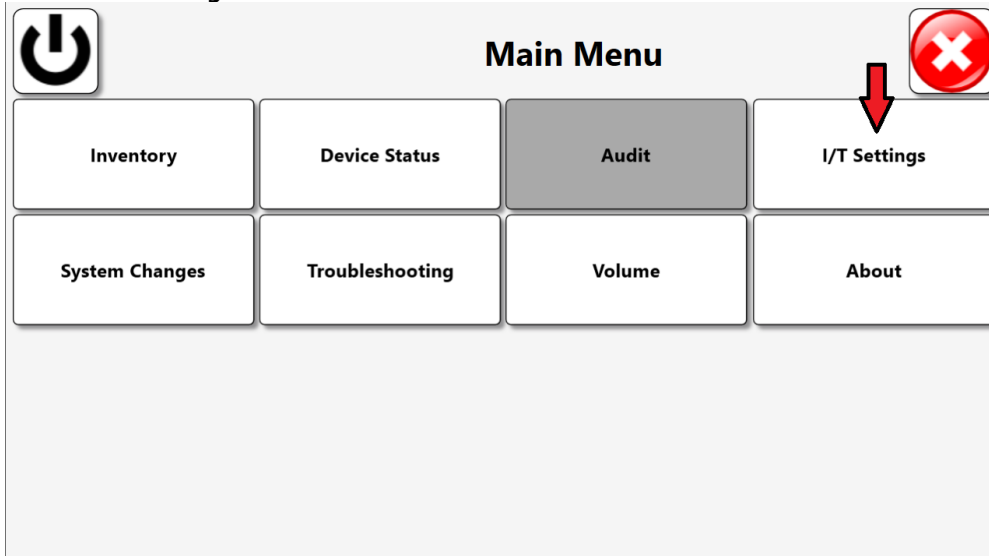 Main Menu
Inventory
Device Status
Audit
I/T Settings
System Changes
Troubleshooting
Volume
About